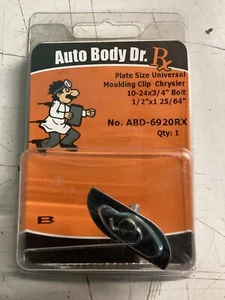 Auto Body Dr. Rx
Plate Size Universal
Moulding Clip Chrysler
10-24x3/4" Bolt
1/2"x1 25/64"
No. ABD-6920RX
Qty: 1
B